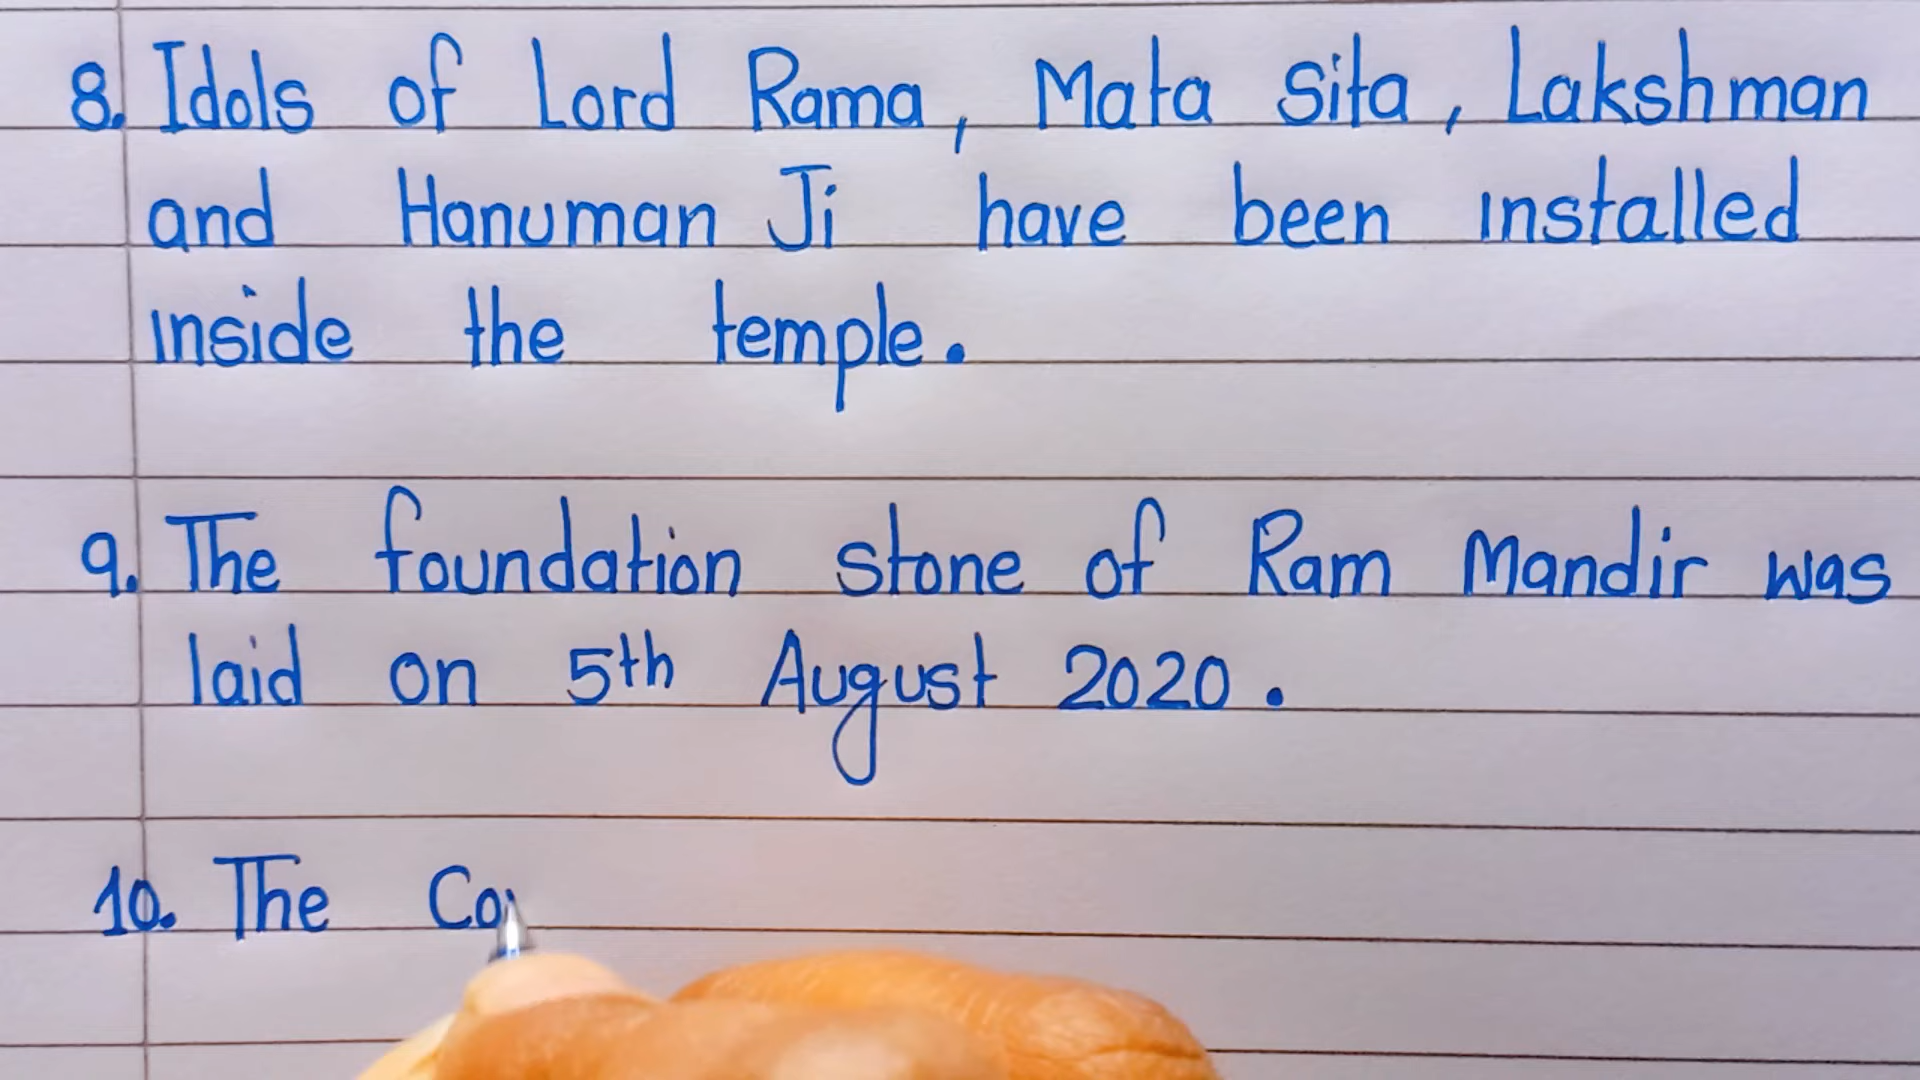 8. Idols of Lord Rama, Mata Sita, Lakshman
and Hanuman Ji have been installed
inside the temple.
9. The foundation stone of Ram Mandir was
laid on 5th August 2020.
10. The